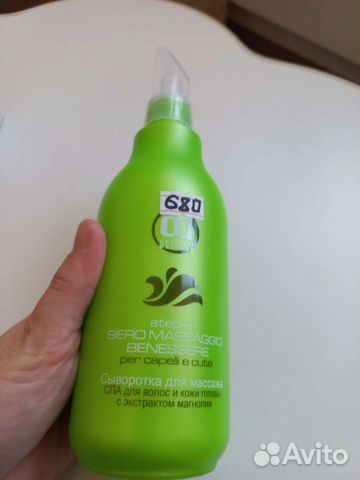 680
step 2
SIERO MASSAGGIO
BENESSERE
per capelli e cute
Сыворотка для массажа
СПА для волос и кожи головы
с экстрактом магнолии
Avito